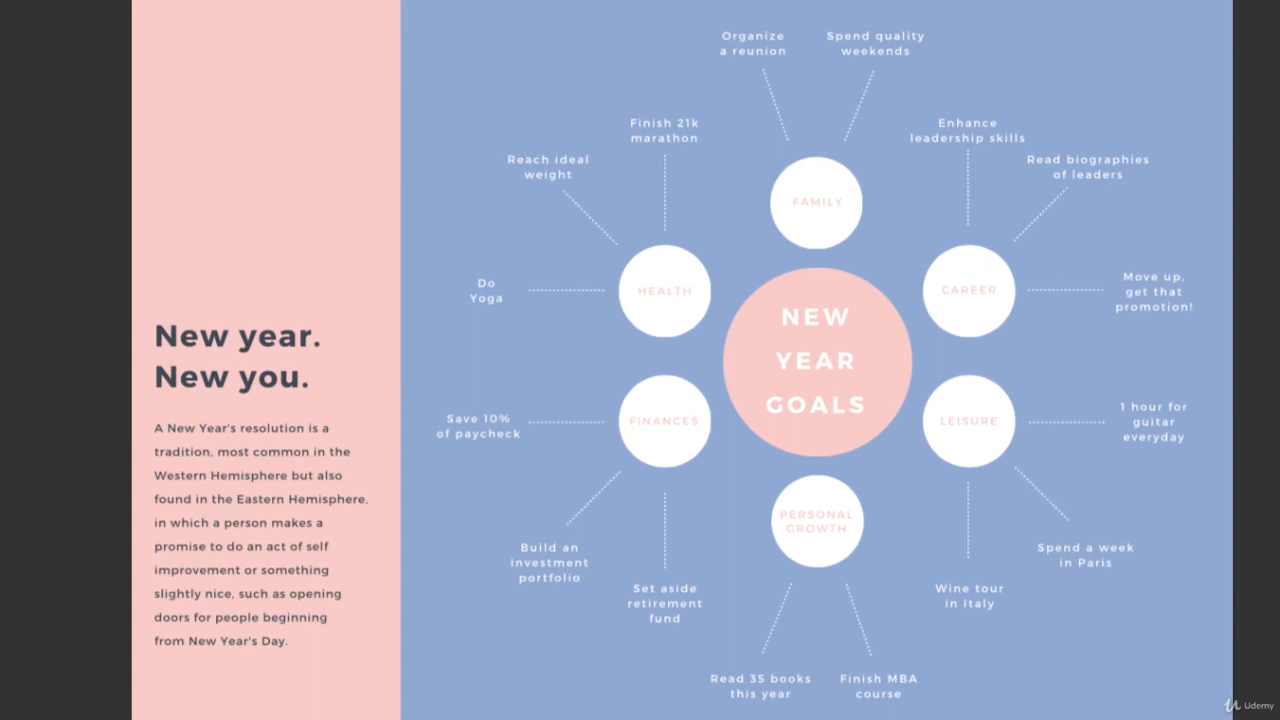 New year.
New you.
A New Year's resolution is a
tradition, most common in the
Western Hemisphere but also
found in the Eastern Hemisphere,
in which a person makes a
promise to do an act of self
improvement or something
slightly nice, such as opening
doors for people beginning
from New Year's Day.
NEW
YEAR
GOALS
FAMILY
Organize
a reunion
Spend quality
weekends
CAREER
Enhance
leadership skills
Read biographies
of leaders
Move up,
get that
promotion!
LEISURE
1 hour for
guitar
everyday
Spend a week
in Paris
Wine tour
in Italy
PERSONAL
GROWTH
Finish MBA
course
Read 35 books
this year
FINANCES
Set aside
retirement
fund
Build an
investment
portfolio
Save 10%
of paycheck
HEALTH
Do
Yoga
Reach ideal
weight
Finish 21k
marathon
Udemy